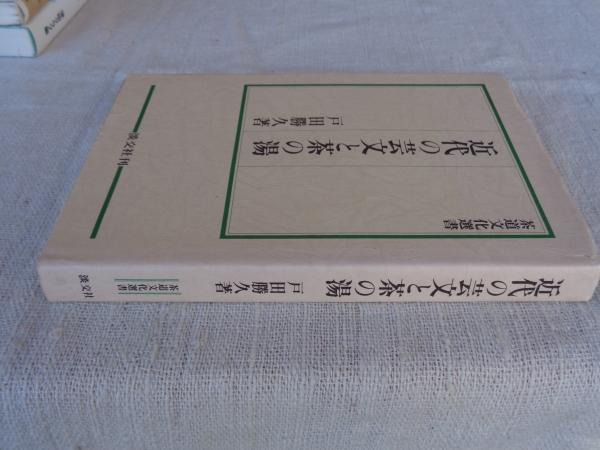 茶道文化選書
近代の芸文と茶の湯
戸田勝久著
淡交社刊
近代の芸文と茶の湯
戸田勝久著
茶道文化選書
淡交社